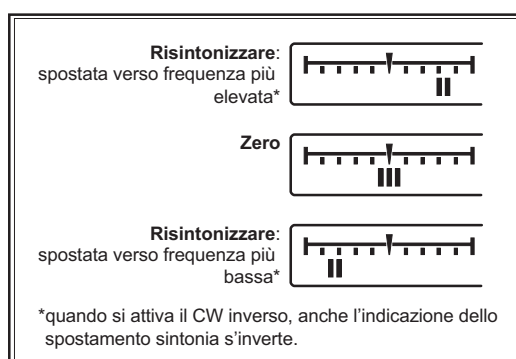 Risintonizzare:
spostata verso frequenza più
elevata*
Zero
Risintonizzare:
spostata verso frequenza più
bassa*
*quando si attiva il CW inverso, anche l'indicazione dello
spostamento sintonia s'inverte.